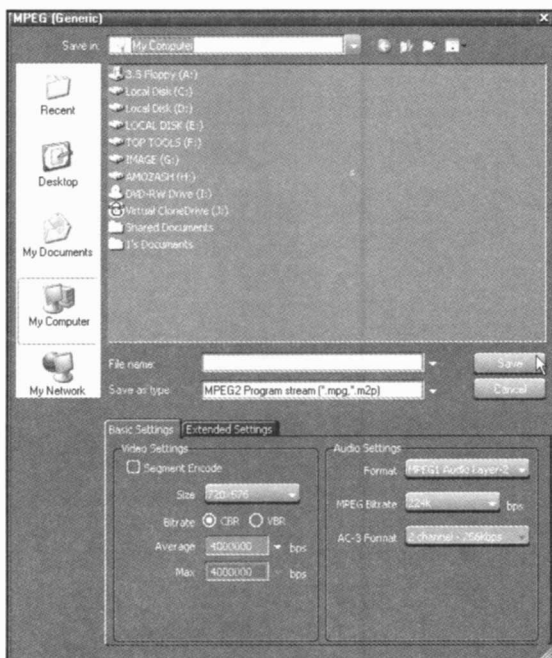 MPEG (Generic)
Save in:
My Computer
3.5 Floppy (A:)
Local Disk (C:)
Local Disk (D:)
LOCAL DISK (E:)
TOP TOOLS (F:)
IMAGE (G:)
AMOZASH (H:)
DVD-RW Drive (I:)
Virtual CloneDrive (J:)
Shared Documents
J's Documents
Recent
Desktop
My Documents
My Computer
My Network
File name:
Save
Save as type:
MPEG2 Program stream (*.mpg,*.m2p)
Cancel
Basic Settings
Extended Settings
Video Settings
Segment Encode
Size
720×576
Bitrate
CBR
VBR
Average
4000000
bps
Max
4000000
bps
Audio Settings
Format
MPEG1 Audio Layer-2
MPEG Bitrate
224k
bps
AC-3 Format
2 channel - 256kbps